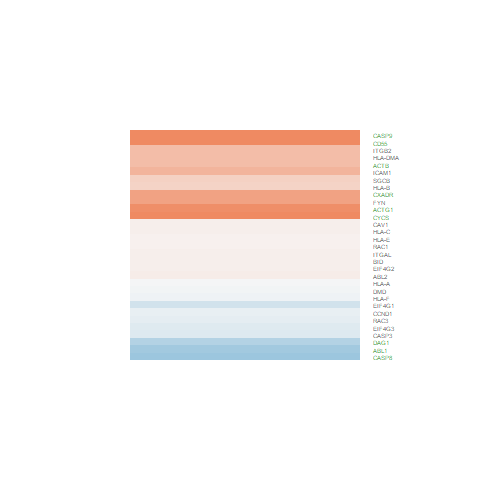 CASP9
CD55
ITGB2
HLA-DMA
ACTB
ICAM1
SGCB
HLA-B
CXADR
FYN
ACTG1
CYCS
CAV1
HLA-C
HLA-E
RAC1
ITGAL
BID
EIF4G2
ABL2
HLA-A
DMD
HLA-F
EIF4G1
CCND1
RAC3
EIF4G3
CASP3
DAG1
ABL1
CASP8